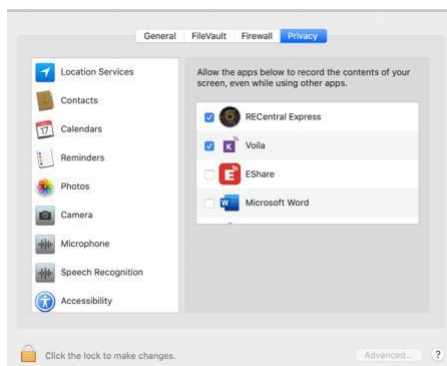 General FileVault Firewall Privacy
Location Services
Contacts
Calendars
Reminders
Photos
Camera
Microphone
Speech Recognition
Accessibility
Allow the apps below to record the contents of your
screen, even while using other apps.
RECentral Express
K Voila
E EShare
W Microsoft Word
17
Click the lock to make changes.
Advanced... ?